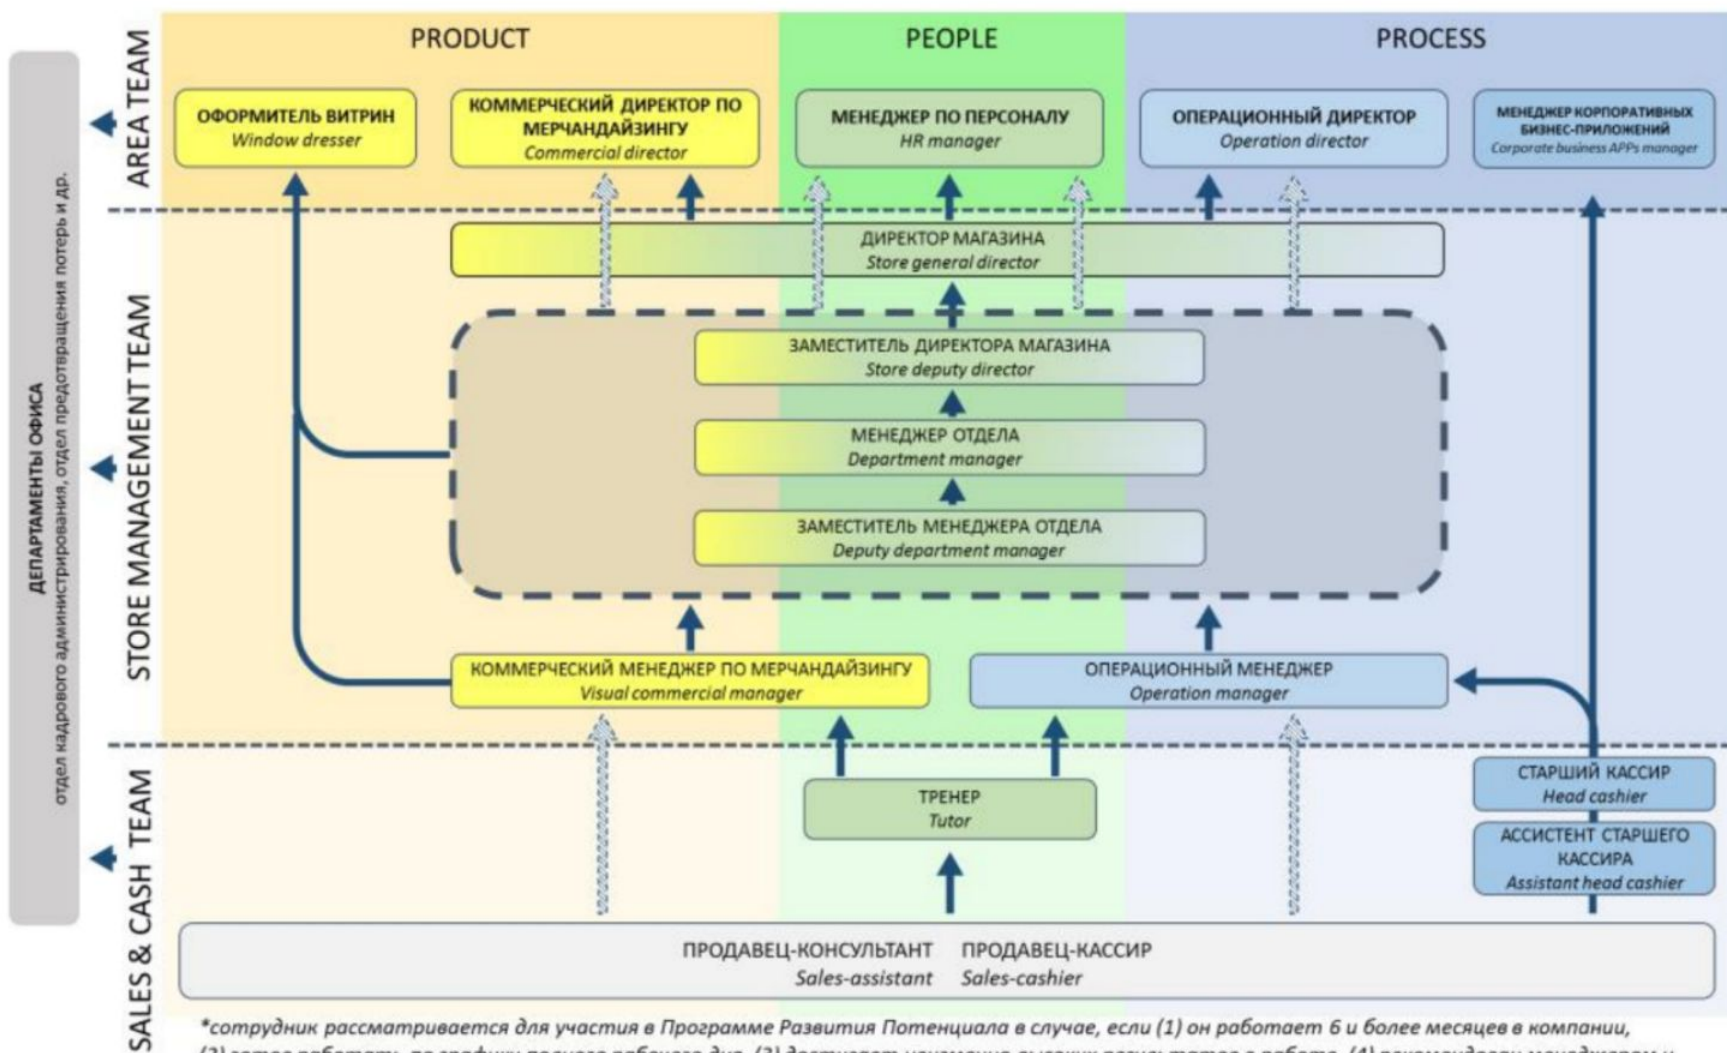 PRODUCT
PEOPLE
PROCESS
AREA TEAM
ОФОРМИТЕЛЬ ВИТРИН
Window dresser
КОММЕРЧЕСКИЙ ДИРЕКТОР ПО
МЕРЧАНДАЙЗИНГУ
Commercial director
МЕНЕДЖЕР ПО ПЕРСОНАЛУ
HR manager
ОПЕРАЦИОННЫЙ ДИРЕКТОР
Operation director
МЕНЕДЖЕР КОРПОРАТИВНЫХ
БИЗНЕС-ПРИЛОЖЕНИЙ
Corporate business APPs manager
ДЕПАРТАМЕНТЫ ОФИСА
отдел кадрового администрирования, отдел предотвращения потерь и др.
STORE MANAGEMENT TEAM
ДИРЕКТОР МАГАЗИНА
Store general director
ЗАМЕСТИТЕЛЬ ДИРЕКТОРА МАГАЗИНА
Store deputy director
МЕНЕДЖЕР ОТДЕЛА
Department manager
ЗАМЕСТИТЕЛЬ МЕНЕДЖЕРА ОТДЕЛА
Deputy department manager
КОММЕРЧЕСКИЙ МЕНЕДЖЕР ПО МЕРЧАНДАЙЗИНГУ
Visual commercial manager
ОПЕРАЦИОННЫЙ МЕНЕДЖЕР
Operation manager
SALES & CASH TEAM
ТРЕНЕР
Tutor
СТАРШИЙ КАССИР
Head cashier
АССИСТЕНТ СТАРШЕГО
КАССИРА
Assistant head cashier
ПРОДАВЕЦ-КОНСУЛЬТАНТ
Sales-assistant
ПРОДАВЕЦ-КАССИР
Sales-cashier
*сотрудник рассматривается для участия в Программе Развития Потенциала в случае, если (1) он работает 6 и более месяцев в компании,